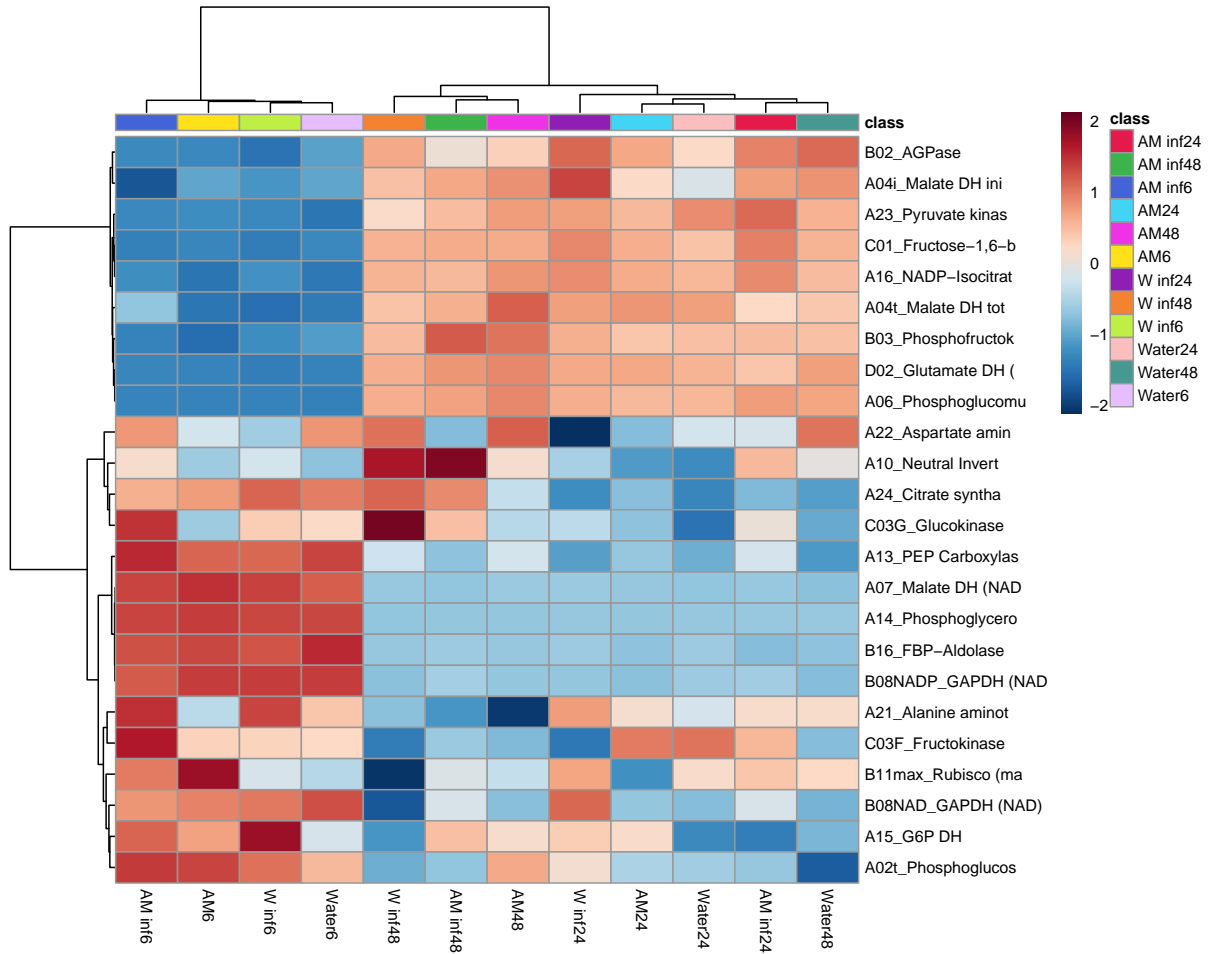 class
B02_AGPase
A04i_Malate DH ini
A23_Pyruvate kinas
C01_Fructose−1,6−b
A16_NADP−Isocitrat
A04t_Malate DH tot
B03_Phosphofructok
D02_Glutamate DH (
A06_Phosphoglucomu
A22_Aspartate amin
A10_Neutral Invert
A24_Citrate syntha
C03G_Glucokinase
A13_PEP Carboxylas
A07_Malate DH (NAD
A14_Phosphoglycero
B16_FBP−Aldolase
B08NADP_GAPDH (NAD
A21_Alanine aminot
C03F_Fructokinase
B11max_Rubisco (ma
B08NAD_GAPDH (NAD)
A15_G6P DH
A02t_Phosphoglucos
AM inf6
AM6
W inf6
Water6
W inf48
AM inf48
AM48
W inf24
AM24
Water24
AM inf24
Water48
2
1
0
−1
−2
class
AM inf24
AM inf48
AM inf6
AM24
AM48
AM6
W inf24
W inf48
W inf6
Water24
Water48
Water6